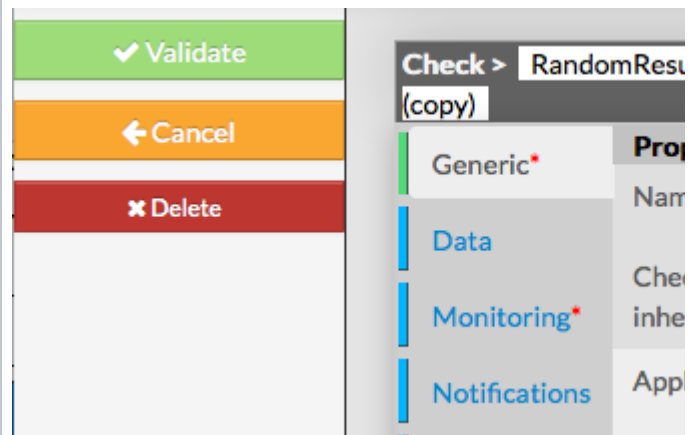 Validate
Cancel
Delete
Check >
(copy)
Generic*
Data
Monitoring*
Notifications